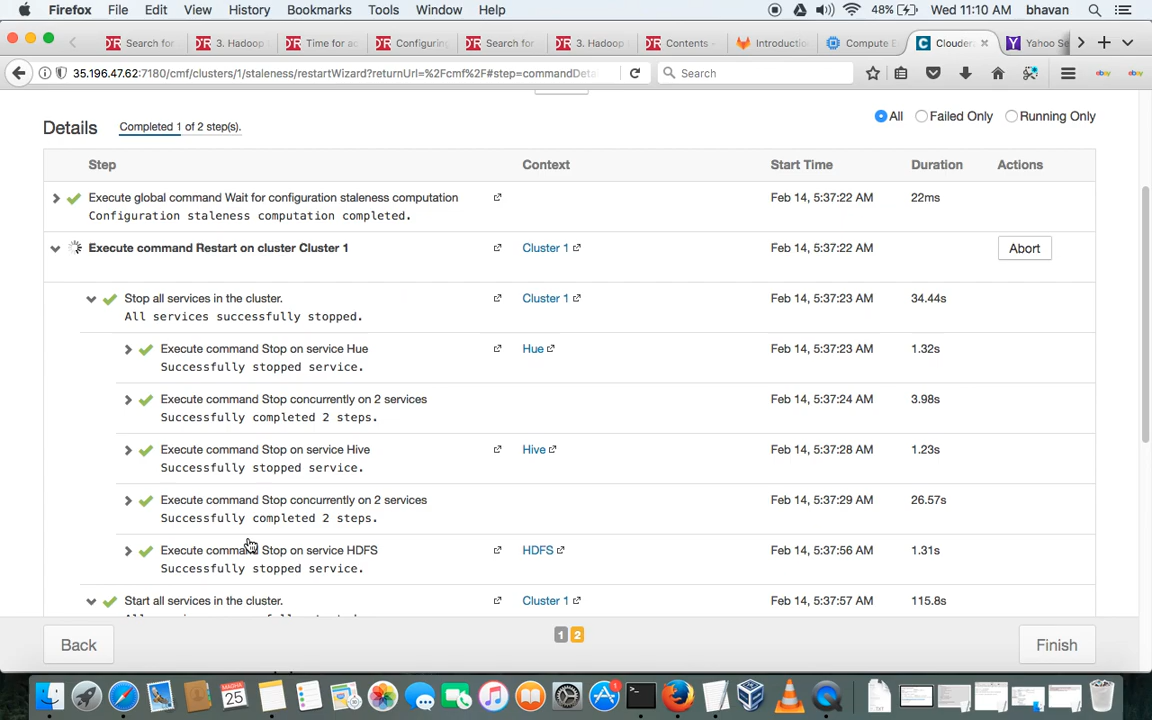 Firefox File Edit View History Bookmarks Tools Window Help 48% Wed 11:10 AM bhavan
Search for 3. Hadoop Time for ac Configuring Search for 3. Hadoop Contents Introductio Compute E Clouder Yahoo Se
35.196.47.62:7180/cmf/clusters/1/staleness/restartWizard?returnUrl=%2Fcmf%2F#step=commandDeta Search
Details Completed 1 of 2 step(s). All Failed Only Running Only
Step Context Start Time Duration Actions
Execute global command Wait for configuration staleness computation Feb 14, 5:37:22 AM 22ms
Configuration staleness computation completed.
Execute command Restart on cluster Cluster 1 Cluster 1 Feb 14, 5:37:22 AM Abort
Stop all services in the cluster. Cluster 1 Feb 14, 5:37:23 AM 34.44s
All services successfully stopped.
Execute command Stop on service Hue Hue Feb 14, 5:37:23 AM 1.32s
Successfully stopped service.
Execute command Stop concurrently on 2 services Feb 14, 5:37:24 AM 3.98s
Successfully completed 2 steps.
Execute command Stop on service Hive Hive Feb 14, 5:37:28 AM 1.23s
Successfully stopped service.
Execute command Stop concurrently on 2 services Feb 14, 5:37:29 AM 26.57s
Successfully completed 2 steps.
Execute command Stop on service HDFS HDFS Feb 14, 5:37:56 AM 1.31s
Successfully stopped service.
Start all services in the cluster. Cluster 1 Feb 14, 5:37:57 AM 115.8s
Back 1 2 Finish